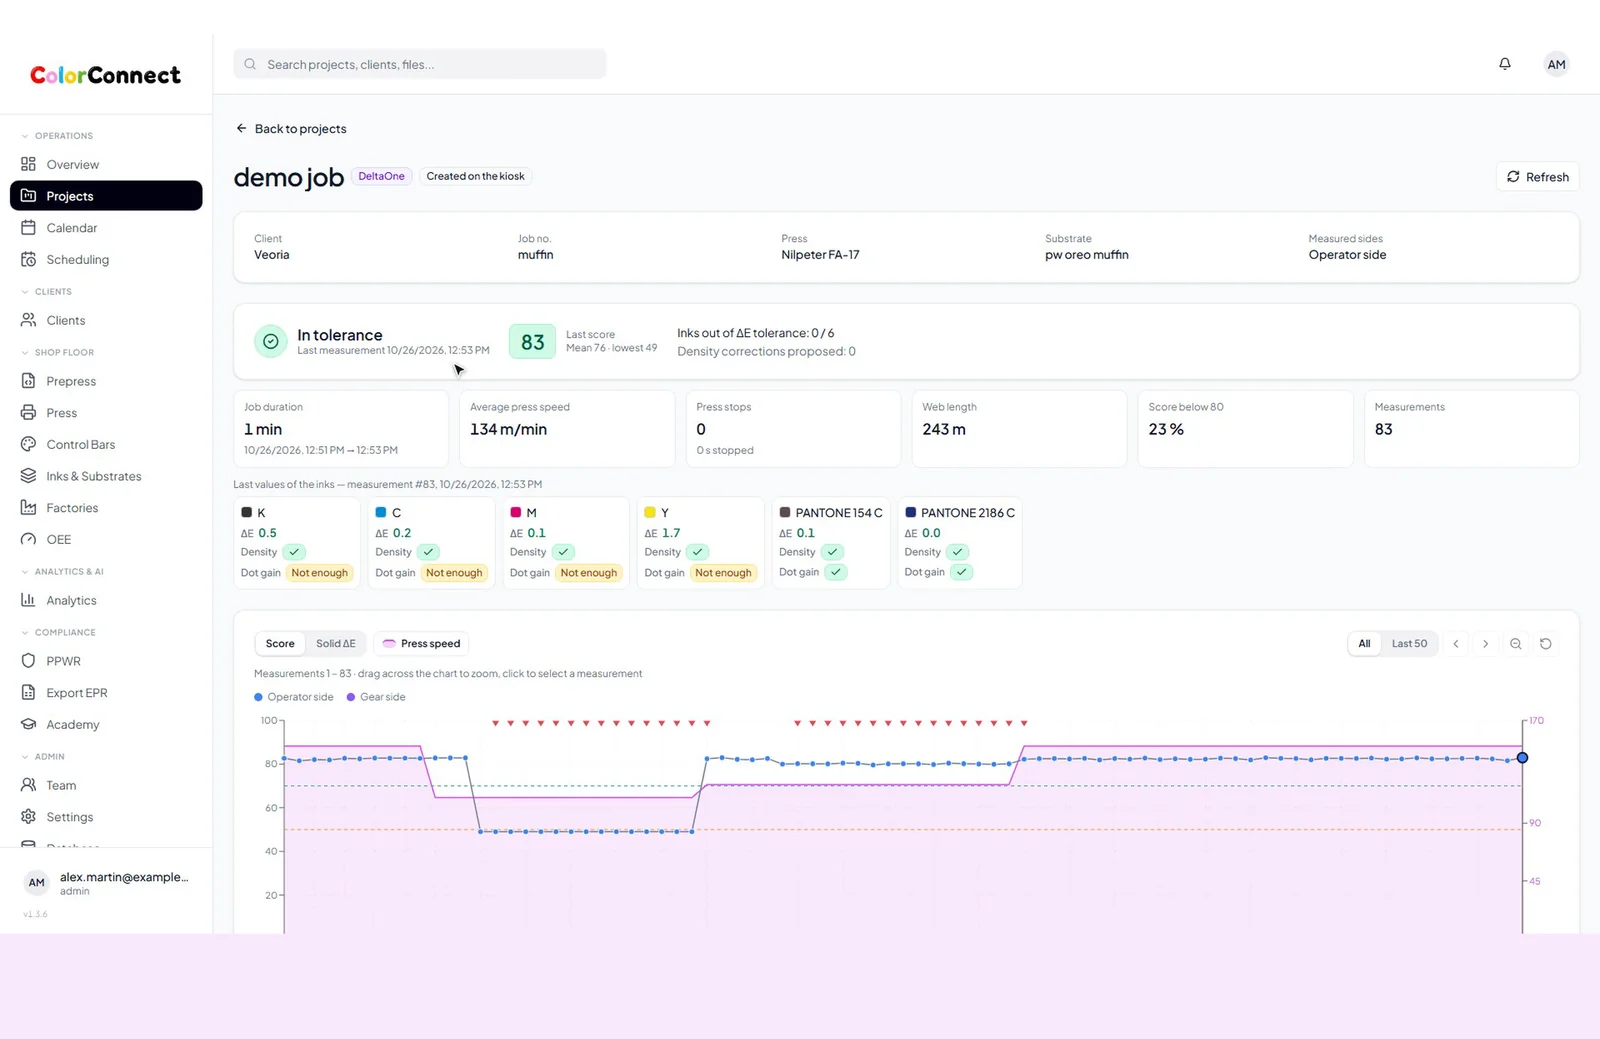 ColorConnect
Search projects, clients, files...
AM
OPERATIONS
Overview
Projects
Calendar
Scheduling
CLIENTS
Clients
SHOP FLOOR
Prepress
Press
Control Bars
Inks & Substrates
Factories
OEE
ANALYTICS & AI
Analytics
COMPLIANCE
PPWR
Export EPR
Academy
ADMIN
Team
Settings
AM
alex.martin@example...
admin
v1.3.6
Back to projects
demo job DeltaOne Created on the kiosk
Refresh
Client Job no. Press Substrate Measured sides
Veoria muffin Nilpeter FA-17 pw oreo muffin Operator side
In tolerance
Last measurement 10/26/2026, 12:53 PM
83
Last score
Mean 76 · lowest 49
Inks out of ΔE tolerance: 0 / 6
Density corrections proposed: 0
Job duration
1 min
10/26/2026, 12:51 PM → 12:53 PM
Average press speed
134 m/min
Press stops
0
0 s stopped
Web length
243 m
Score below 80
23 %
Measurements
83
Last values of the inks — measurement #83, 10/26/2026, 12:53 PM
K
ΔE 0.5
Density
Dot gain Not enough
C
ΔE 0.2
Density
Dot gain Not enough
M
ΔE 0.1
Density
Dot gain Not enough
Y
ΔE 1.7
Density
Dot gain Not enough
PANTONE 154 C
ΔE 0.1
Density
Dot gain
PANTONE 2186 C
ΔE 0.0
Density
Dot gain
Score Solid ΔE Press speed
All Last 50
Measurements 1 – 83 · drag across the chart to zoom, click to select a measurement
Operator side Gear side
100
80
60
40
20
170
90
45